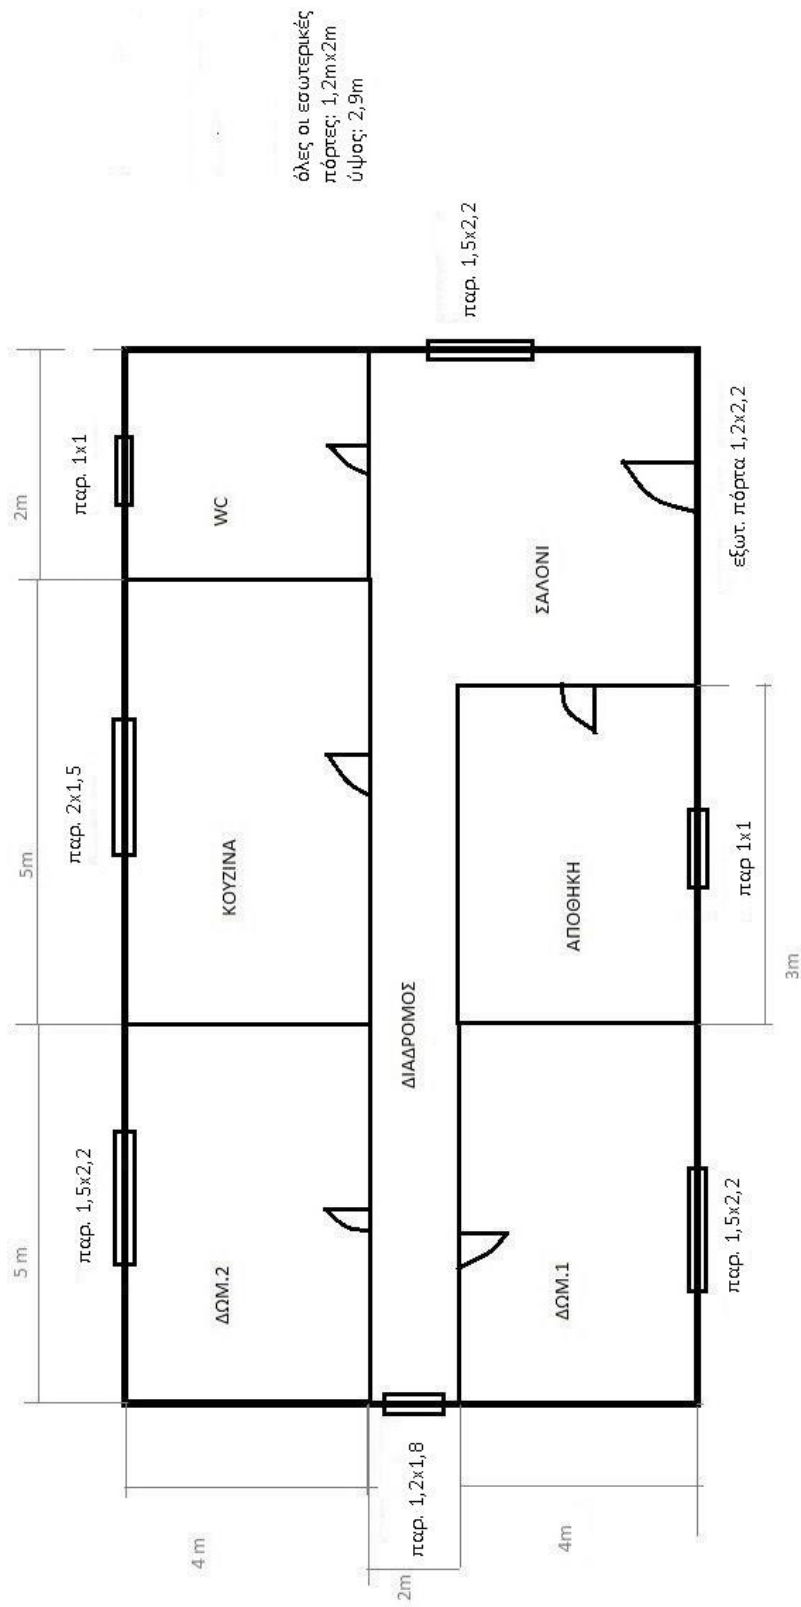 όλες οι εσωτερικές
πόρτες: 1,2mx2m
ύψος: 2,9m
5 m
5m
2m
παρ. 1,5x2,2
παρ. 2x1,5
παρ. 1x1
4 m
ΔΩΜ.2
ΚΟΥΖΙΝΑ
WC
2m
παρ. 1,2x1,8
ΔΙΑΔΡΟΜΟΣ
παρ. 1,5x2,2
4m
ΔΩΜ.1
ΑΠΟΘΗΚΗ
ΣΑΛΟΝΙ
παρ. 1,5x2,2
παρ 1x1
εξωτ. πόρτα 1,2x2,2
3m